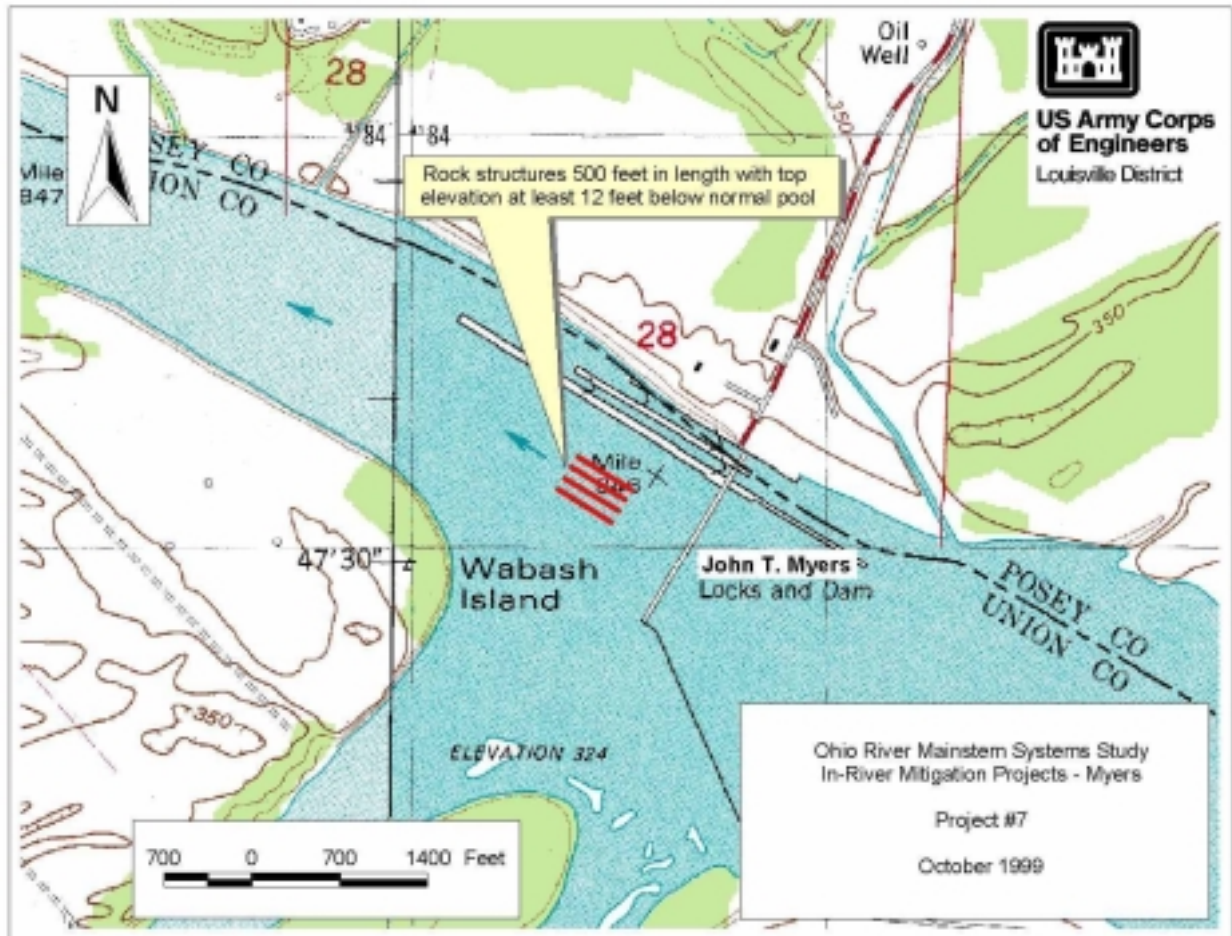 Oil
Well
28
N
350
US Army Corps
of Engineers
Louisville District
84 84
SEY CO
ION CO
Mile
847
Rock structures 500 feet in length with top
elevation at least 12 feet below normal pool
350
28
Mile
47'30"
Wabash
Island
John T. Myers
Locks and Dam
POSEY CO
UNION CO
350
ELEVATION 324
Ohio River Mainstem Systems Study
In-River Mitigation Projects - Myers
Project #7
October 1999
700 0 700 1400 Feet